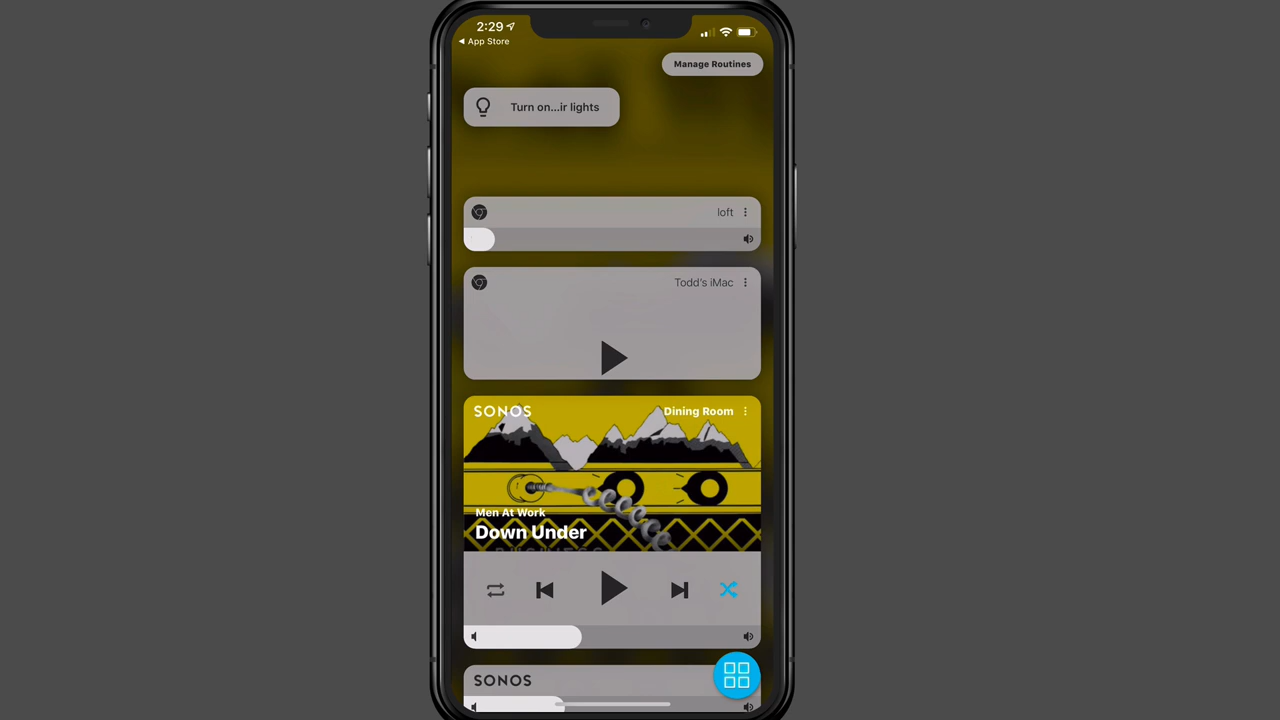 2:29
◀ App Store
Manage Routines
Turn on...ir lights
loft
Todd's iMac
SONOS
Dining Room
Men At Work
Down Under
BUSINESS
SONOS